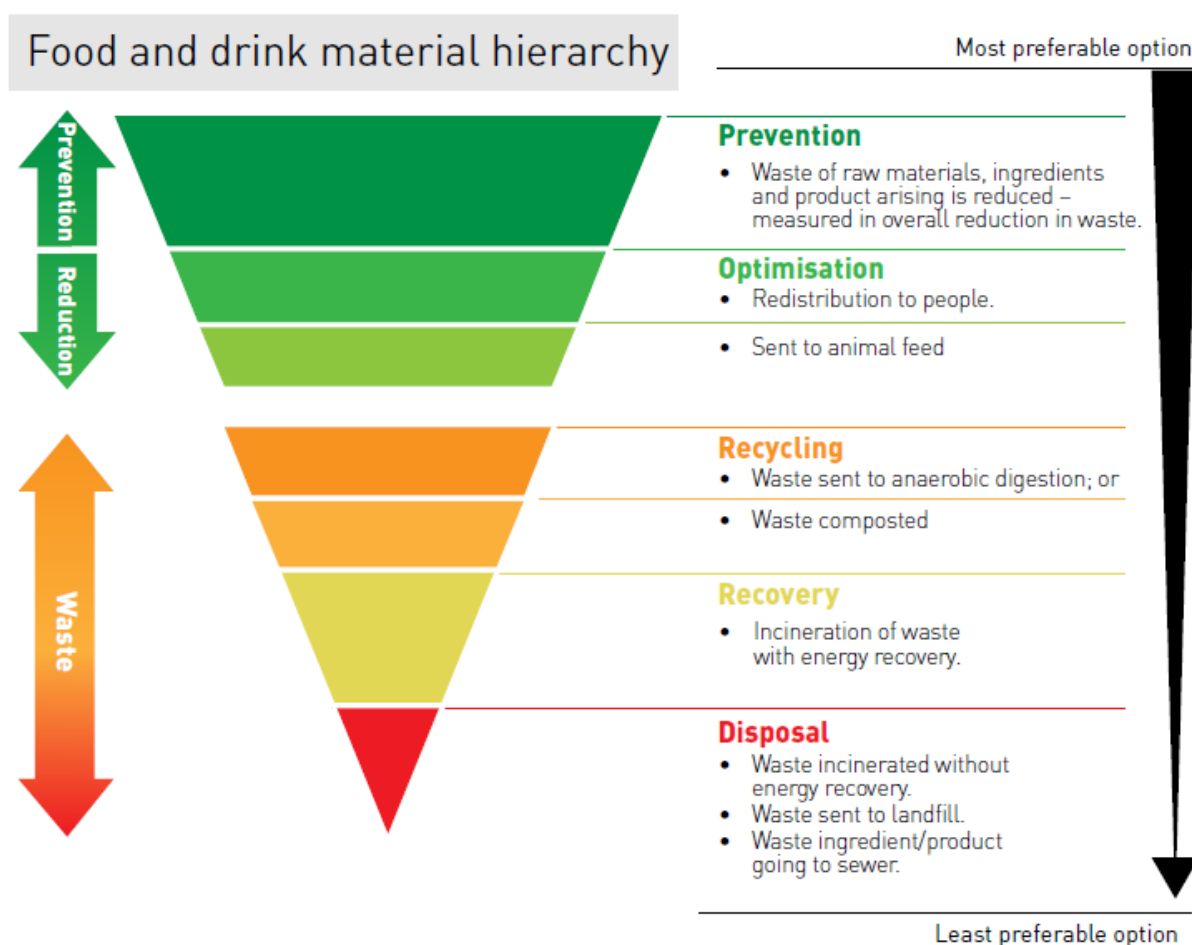 Food and drink material hierarchy
Most preferable option
Prevention
Reduction
Waste
Prevention
• Waste of raw materials, ingredients
and product arising is reduced –
measured in overall reduction in waste.
Optimisation
• Redistribution to people.
• Sent to animal feed
Recycling
• Waste sent to anaerobic digestion; or
• Waste composted
Recovery
• Incineration of waste
with energy recovery.
Disposal
• Waste incinerated without
energy recovery.
• Waste sent to landfill.
• Waste ingredient/product
going to sewer.
Least preferable option